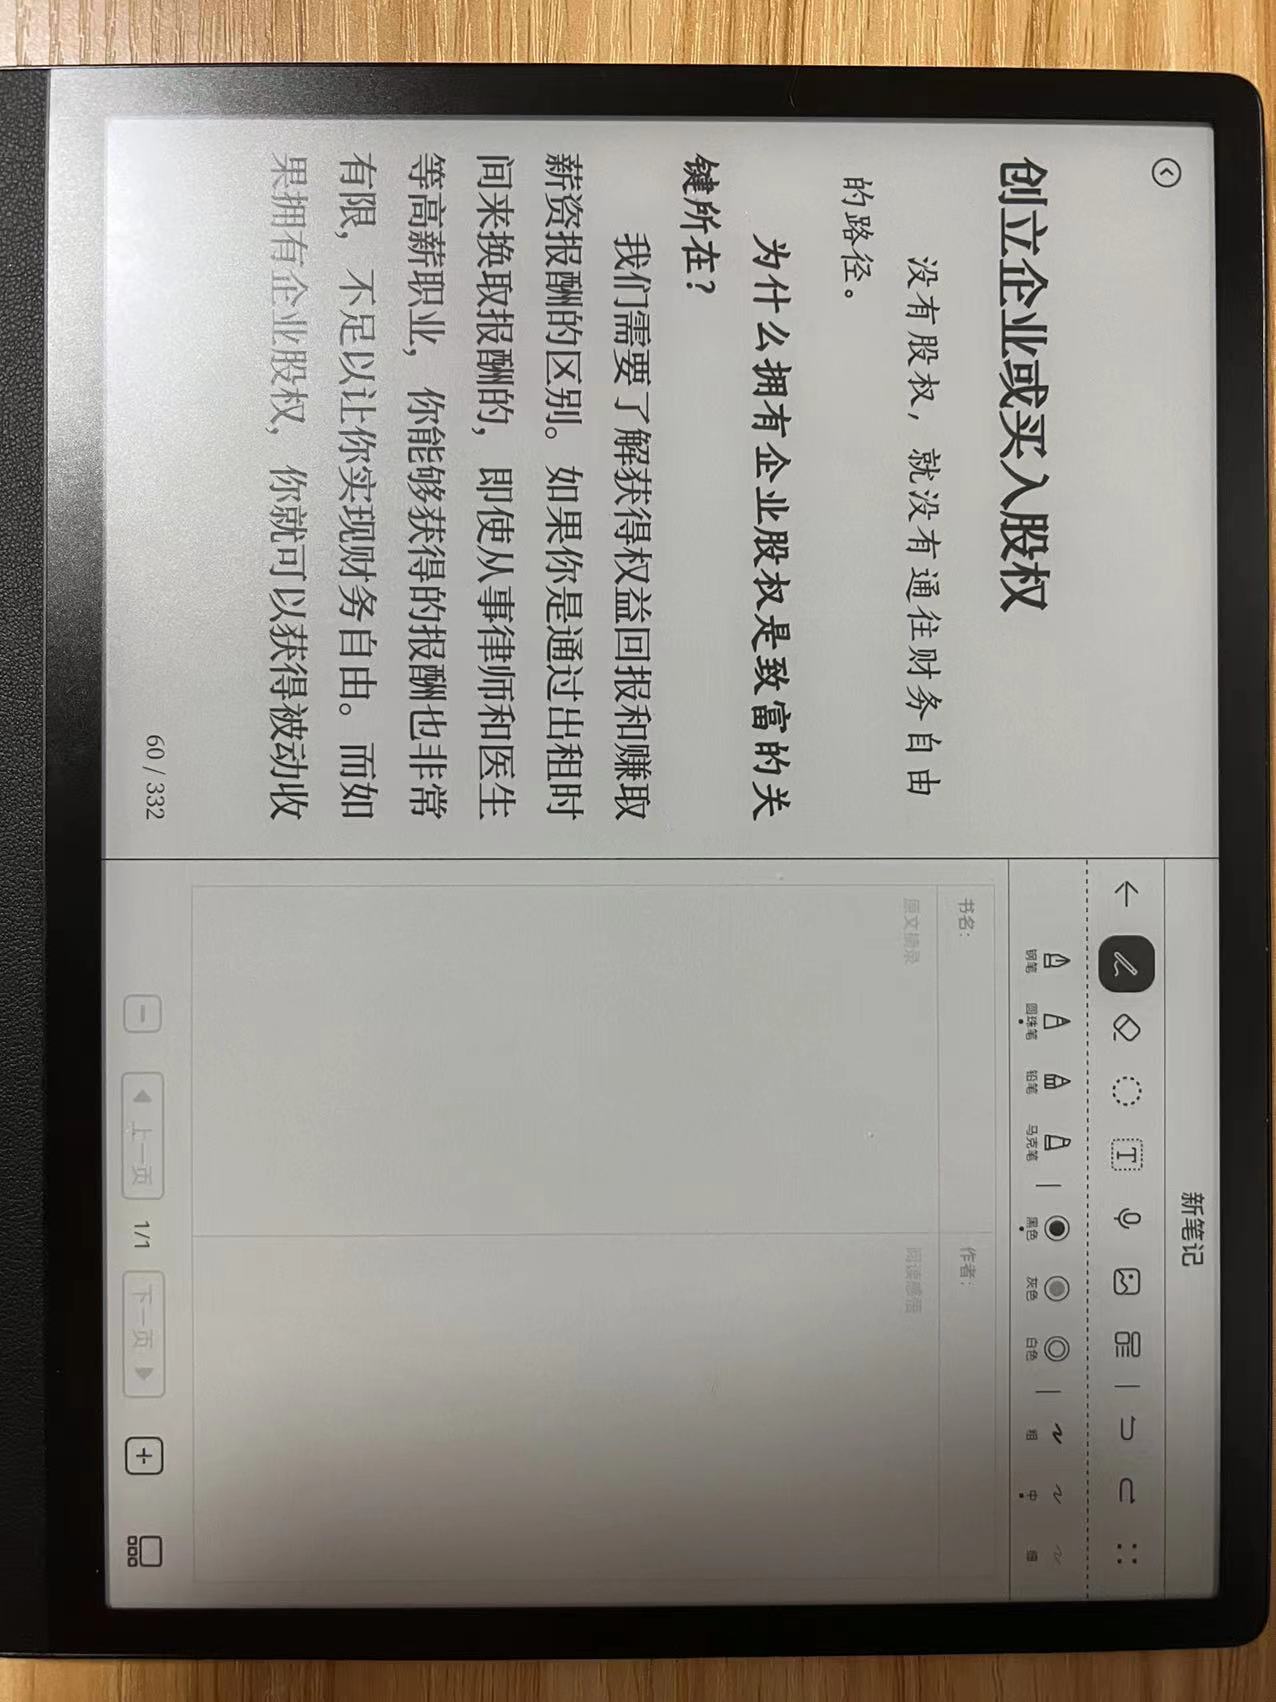 创立企业或买入股权
没有股权，就没有通往财务自由
的路径。
为什么拥有企业股权是致富的关
键所在？
我们需要了解获得权益回报和赚取
薪资报酬的区别。如果你是通过出租时
间来换取报酬的，即使从事律师和医生
等高薪职业，你能够获得的报酬也非常
有限，不足以让你实现财务自由。而如
果拥有企业股权，你就可以获得被动收
60 / 332
新笔记
T
钢笔 圆珠笔 铅笔 马克笔 黑色 灰色 白色 粗 中 细
书名： 作者：
原文摘录 阅读感悟
上一页 1/1 下一页